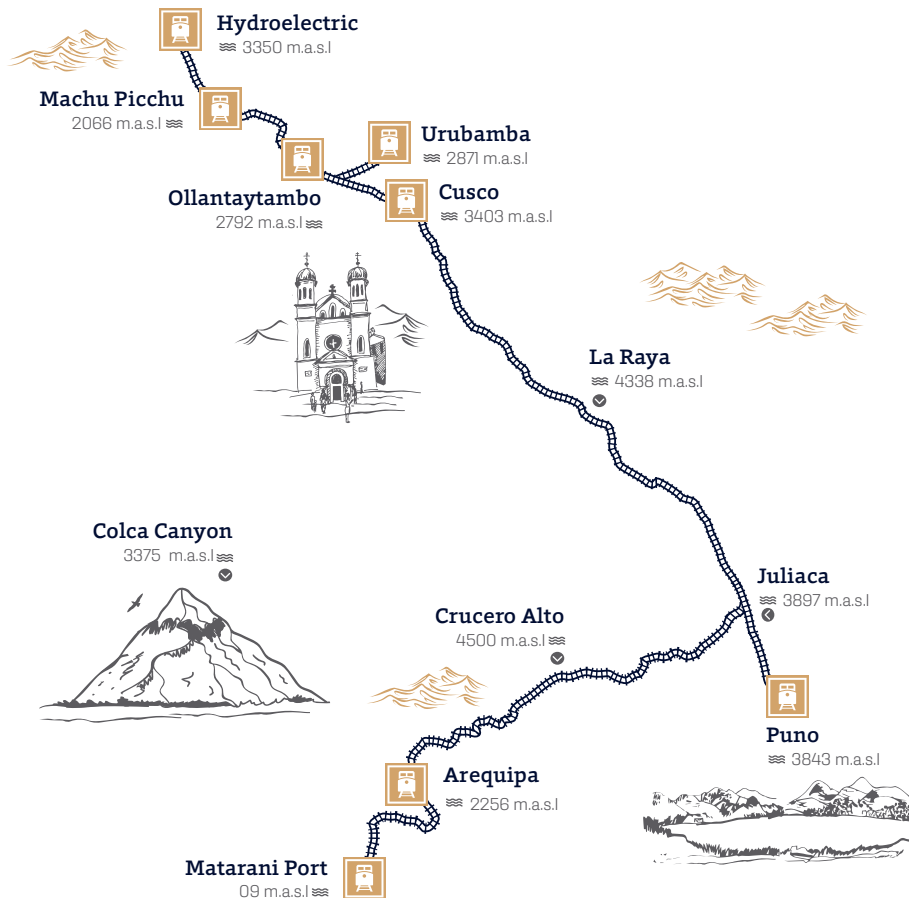 Hydroelectric
3350 m.a.s.l
Machu Picchu
2066 m.a.s.l
Urubamba
2871 m.a.s.l
Ollantaytambo
2792 m.a.s.l
Cusco
3403 m.a.s.l
La Raya
4338 m.a.s.l
Colca Canyon
3375 m.a.s.l
Juliaca
3897 m.a.s.l
Crucero Alto
4500 m.a.s.l
Puno
3843 m.a.s.l
Arequipa
2256 m.a.s.l
Matarani Port
09 m.a.s.l